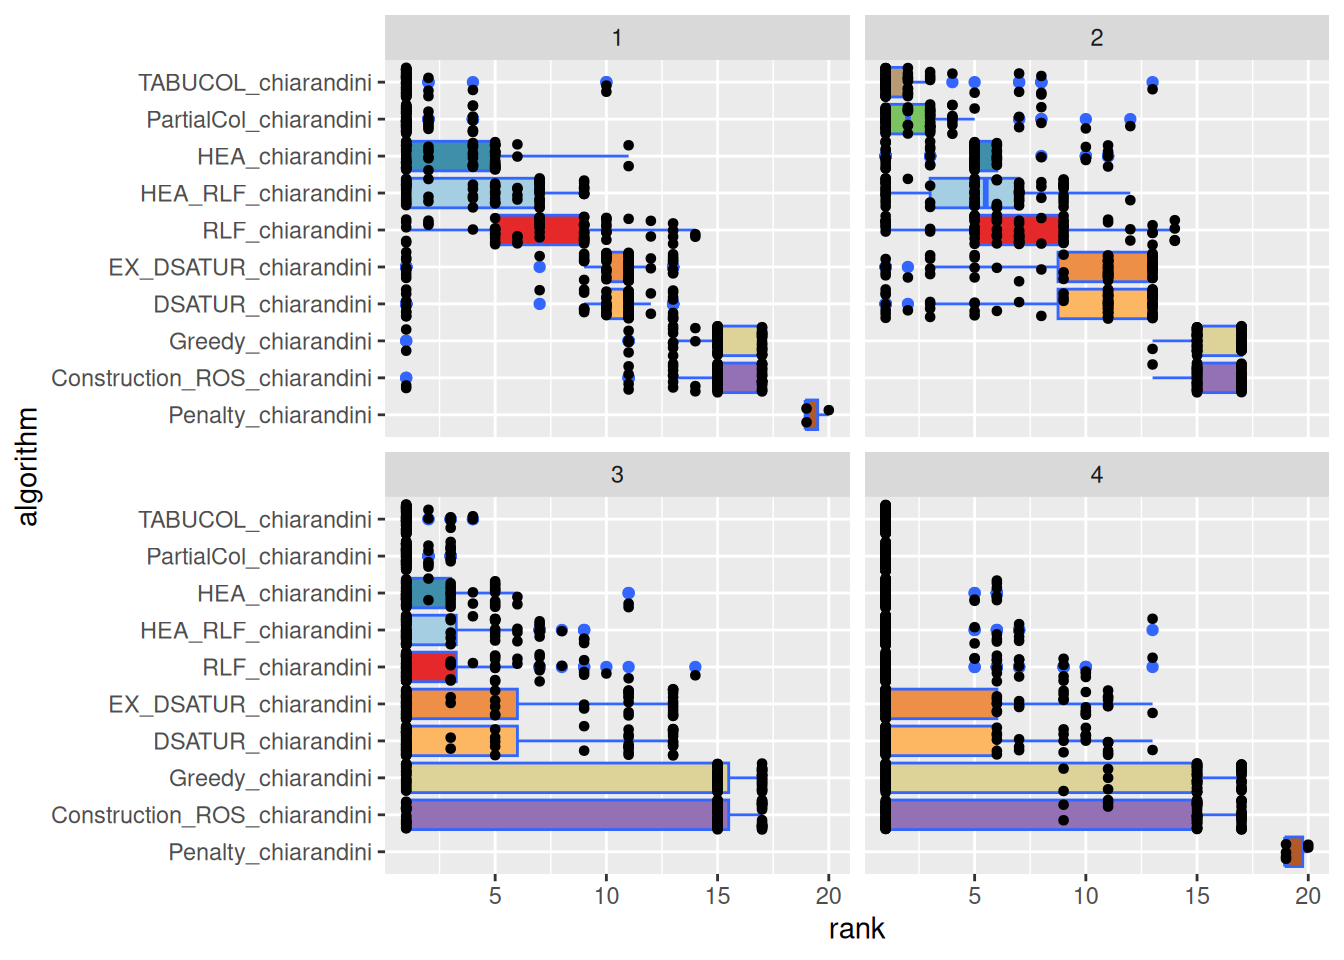 1
2
TABUCOL_chiarandini
PartialCol_chiarandini
HEA_chiarandini
HEA_RLF_chiarandini
RLF_chiarandini
EX_DSATUR_chiarandini
DSATUR_chiarandini
Greedy_chiarandini
Construction_ROS_chiarandini
Penalty_chiarandini
algorithm
3
4
TABUCOL_chiarandini
PartialCol_chiarandini
HEA_chiarandini
HEA_RLF_chiarandini
RLF_chiarandini
EX_DSATUR_chiarandini
DSATUR_chiarandini
Greedy_chiarandini
Construction_ROS_chiarandini
Penalty_chiarandini
5 10 15 20 5 10 15 20
rank